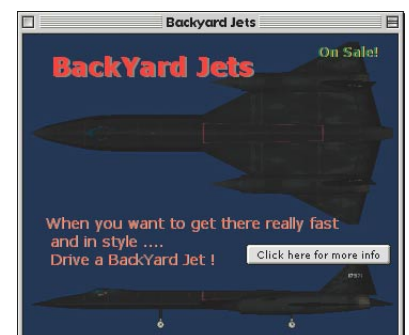 Backyard Jets
On Sale!
BackYard Jets
When you want to get there really fast
and in style ....
Drive a BackYard Jet !
Click here for more info